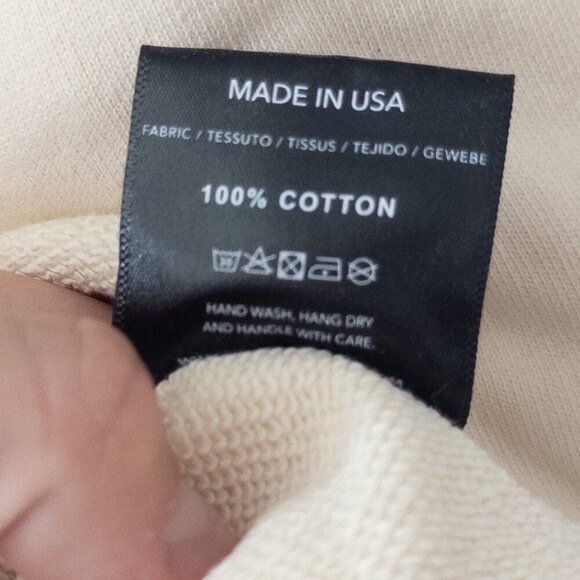 MADE IN USA
FABRIC / TESSUTO / TISSUS / TEJIDO / GEWEBE
100% COTTON
HAND WASH, HANG DRY
AND HANDLE WITH CARE.